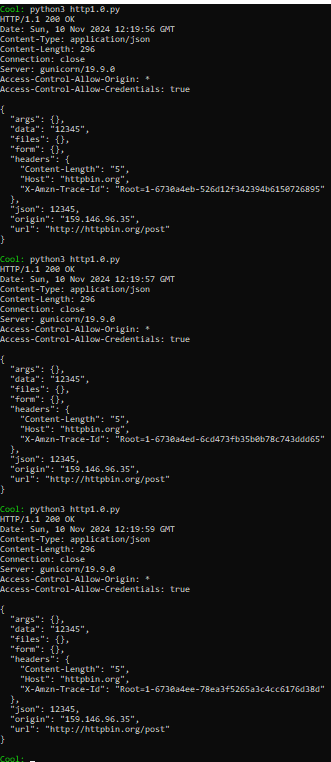 Cool: python3 http1.0.py
HTTP/1.1 200 OK
Date: Sun, 10 Nov 2024 12:19:56 GMT
Content-Type: application/json
Content-Length: 296
Connection: close
Server: gunicorn/19.9.0
Access-Control-Allow-Origin: *
Access-Control-Allow-Credentials: true
{
"args": {},
"data": "12345",
"files": {},
"form": {},
"headers": {
"Content-Length": "5",
"Host": "httpbin.org",
"X-Amzn-Trace-Id": "Root=1-6730a4eb-526d12f342394b6150726895"
},
"json": 12345,
"origin": "159.146.96.35",
"url": "http://httpbin.org/post"
}
Cool: python3 http1.0.py
HTTP/1.1 200 OK
Date: Sun, 10 Nov 2024 12:19:57 GMT
Content-Type: application/json
Content-Length: 296
Connection: close
Server: gunicorn/19.9.0
Access-Control-Allow-Origin: *
Access-Control-Allow-Credentials: true
{
"args": {},
"data": "12345",
"files": {},
"form": {},
"headers": {
"Content-Length": "5",
"Host": "httpbin.org",
"X-Amzn-Trace-Id": "Root=1-6730a4ed-6cd473fb35b0b78c743ddd65"
},
"json": 12345,
"origin": "159.146.96.35",
"url": "http://httpbin.org/post"
}
Cool: python3 http1.0.py
HTTP/1.1 200 OK
Date: Sun, 10 Nov 2024 12:19:59 GMT
Content-Type: application/json
Content-Length: 296
Connection: close
Server: gunicorn/19.9.0
Access-Control-Allow-Origin: *
Access-Control-Allow-Credentials: true
{
"args": {},
"data": "12345",
"files": {},
"form": {},
"headers": {
"Content-Length": "5",
"Host": "httpbin.org",
"X-Amzn-Trace-Id": "Root=1-6730a4ee-78ea3f5265a3c4cc6176d38d"
},
"json": 12345,
"origin": "159.146.96.35",
"url": "http://httpbin.org/post"
}
Cool: